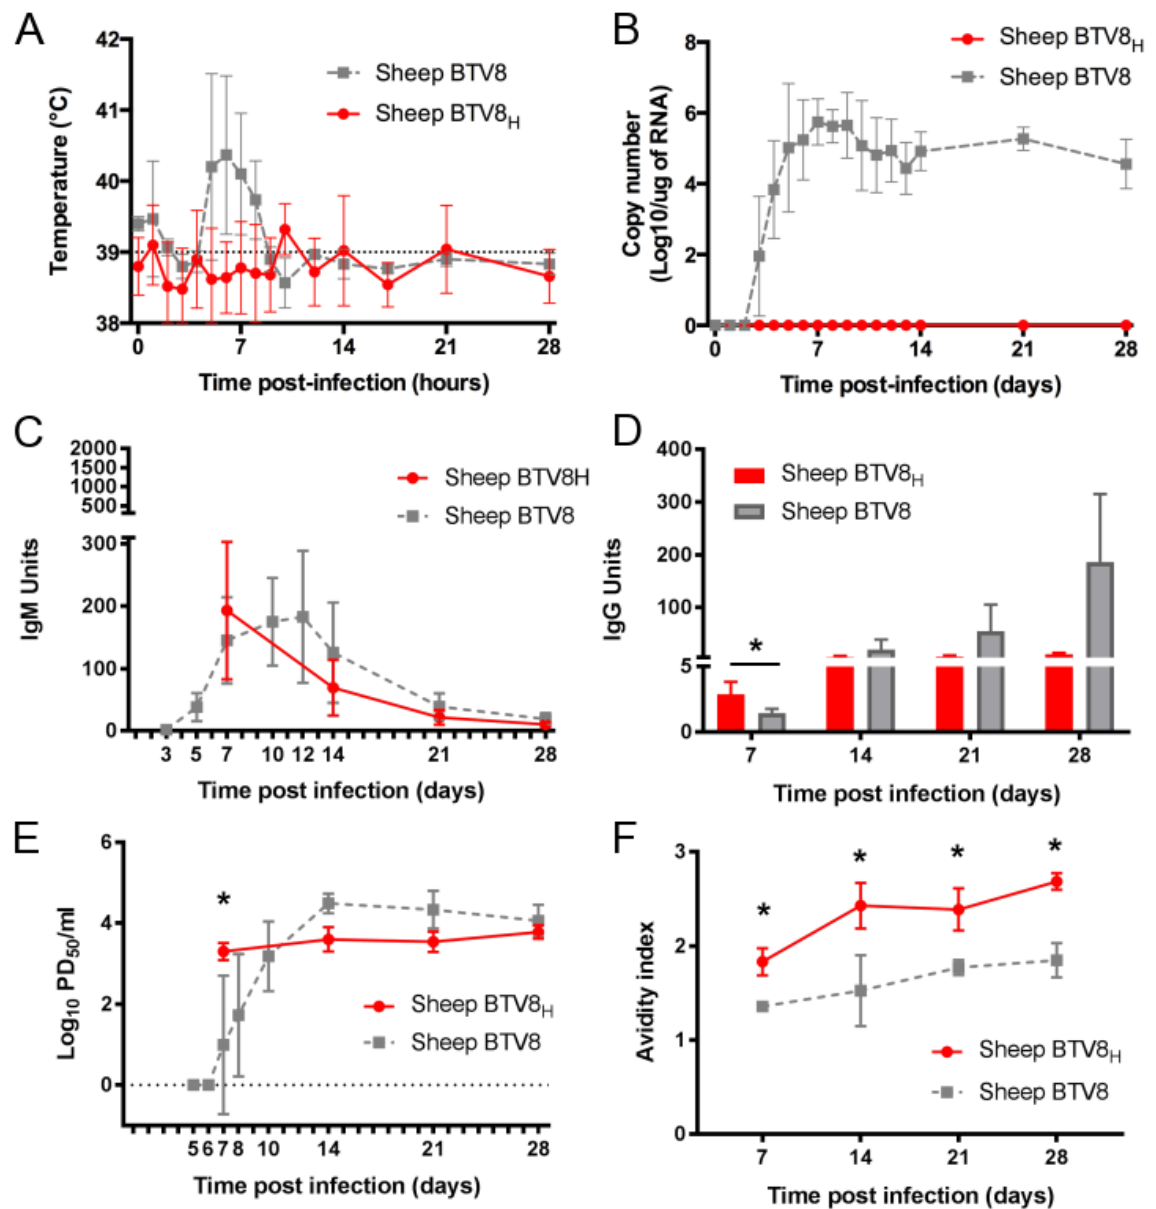 A
42
41
40
39
38
Temperature (°C)
Sheep BTV8
Sheep BTV8H
0 7 14 21 28
Time post-infection (hours)
B
8
6
4
2
0
Copy number
(Log10/ug of RNA)
Sheep BTV8H
Sheep BTV8
0 7 14 21 28
Time post-infection (days)
C
2000
1500
1000
500
300
200
100
0
IgM Units
Sheep BTV8H
Sheep BTV8
3 5 7 10 12 14 21 28
Time post infection (days)
D
400
300
200
100
5
0
IgG Units
Sheep BTV8H
Sheep BTV8
*
7 14 21 28
Time post infection (days)
E
6
4
2
0
Log10 PD50/ml
*
Sheep BTV8H
Sheep BTV8
5 6 7 8 10 14 21 28
Time post infection (days)
F
3
2
1
0
Avidity index
* * * *
Sheep BTV8H
Sheep BTV8
7 14 21 28
Time post infection (days)